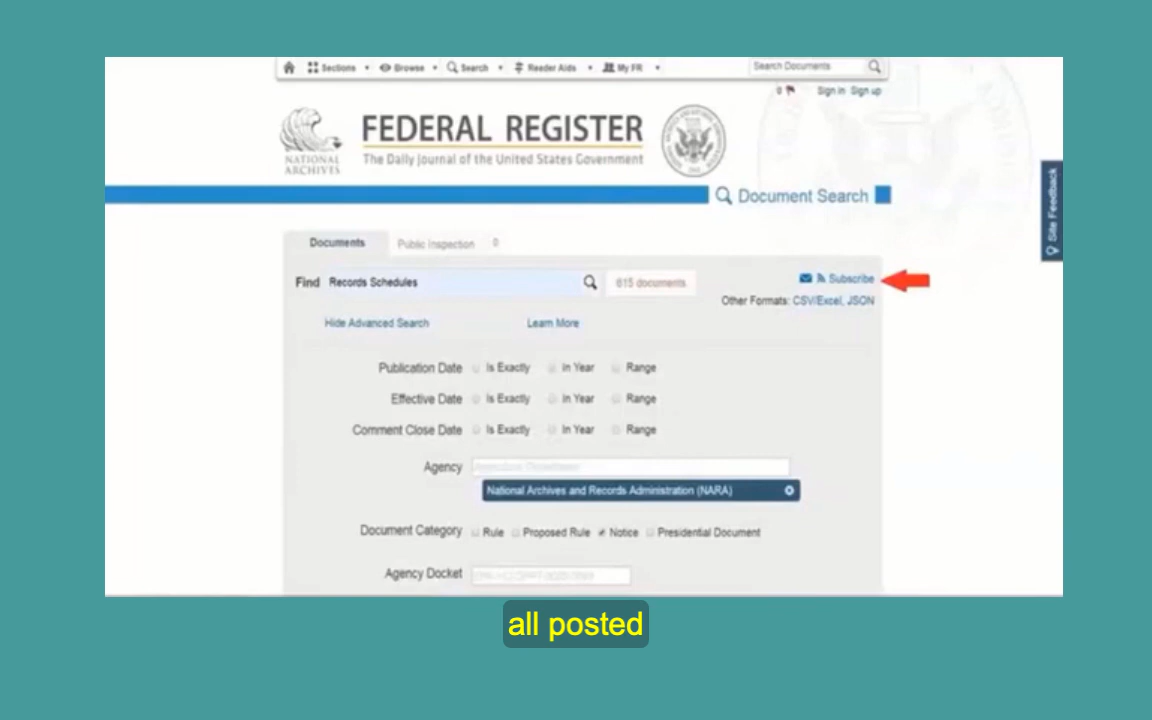 Sections Browse Search Reader Aids My FR Search Documents
0 Sign in Sign up
FEDERAL REGISTER
The Daily Journal of the United States Government
NATIONAL
ARCHIVES
Document Search
Site Feedback
Documents Public Inspection 0
Find Records Schedules 615 documents Subscribe
Other Formats: CSV/Excel, JSON
Hide Advanced Search Learn More
Publication Date Is Exactly In Year Range
Effective Date Is Exactly In Year Range
Comment Close Date Is Exactly In Year Range
Agency
National Archives and Records Administration (NARA)
Document Category Rule Proposed Rule Notice Presidential Document
Agency Docket
all posted